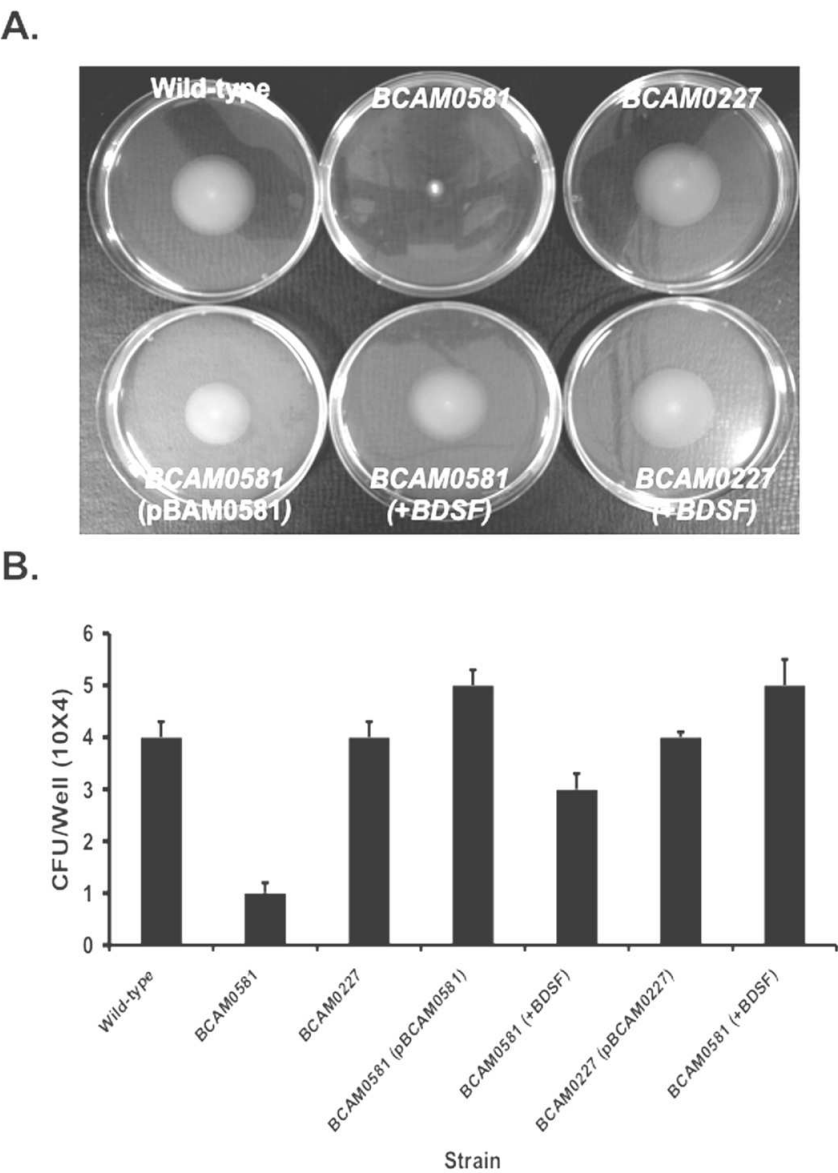 A.
Wild-type
BCAM0581
BCAM0227
BCAM0581
(pBAM0581)
BCAM0581
(+BDSF)
BCAM0227
(+BDSF)
B.
CFU/Well (10X4)
6
5
4
3
2
1
0
Wild-type
BCAM0581
BCAM0227
BCAM0581 (pBCAM0581)
BCAM0581 (+BDSF)
BCAM0227 (pBCAM0227)
BCAM0581 (+BDSF)
Strain